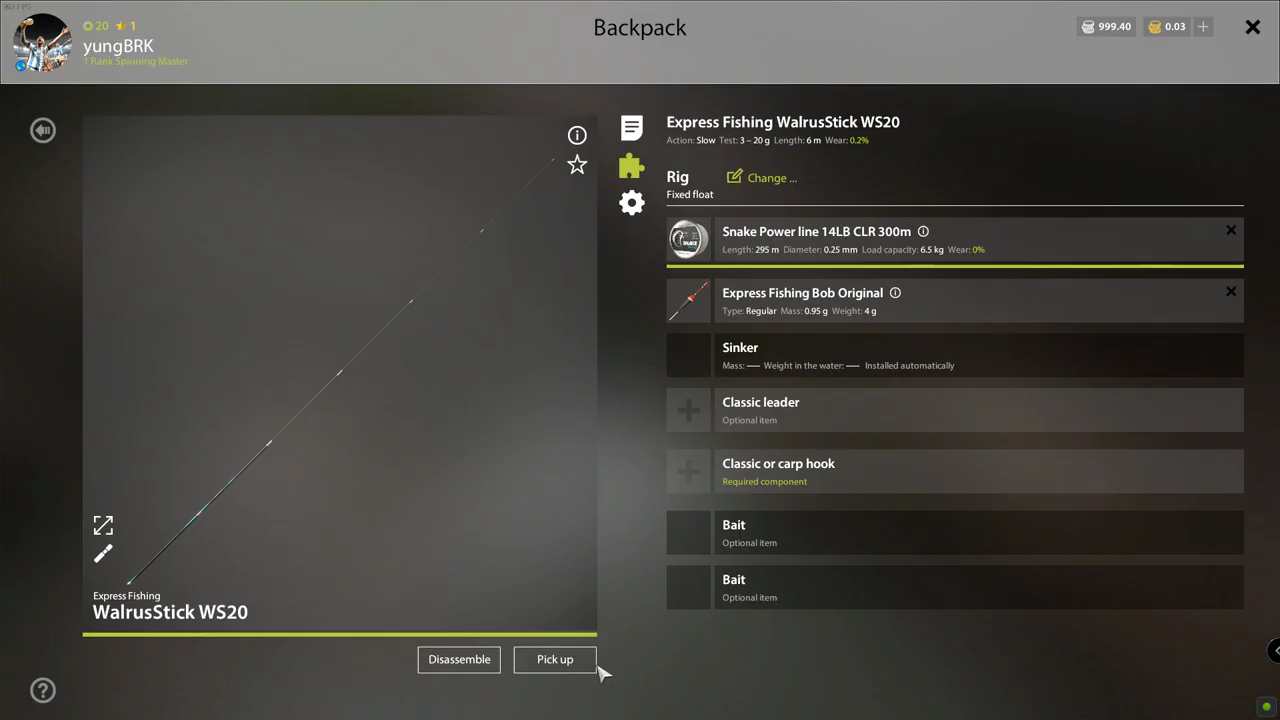 20 1
Backpack
999.40
0.03
yungBRK
1 Rank Spinning Master
Express Fishing WalrusStick WS20
Action: Slow Test: 3 – 20 g Length: 6 m Wear: 0.2%
Rig
Change ...
Fixed float
Snake Power line 14LB CLR 300m
Length: 295 m Diameter: 0.25 mm Load capacity: 6.5 kg Wear: 0%
Express Fishing Bob Original
Type: Regular Mass: 0.95 g Weight: 4 g
Sinker
Mass: — Weight in the water: — Installed automatically
Classic leader
Optional item
Classic or carp hook
Required component
Bait
Optional item
Bait
Optional item
Express Fishing
WalrusStick WS20
Disassemble
Pick up